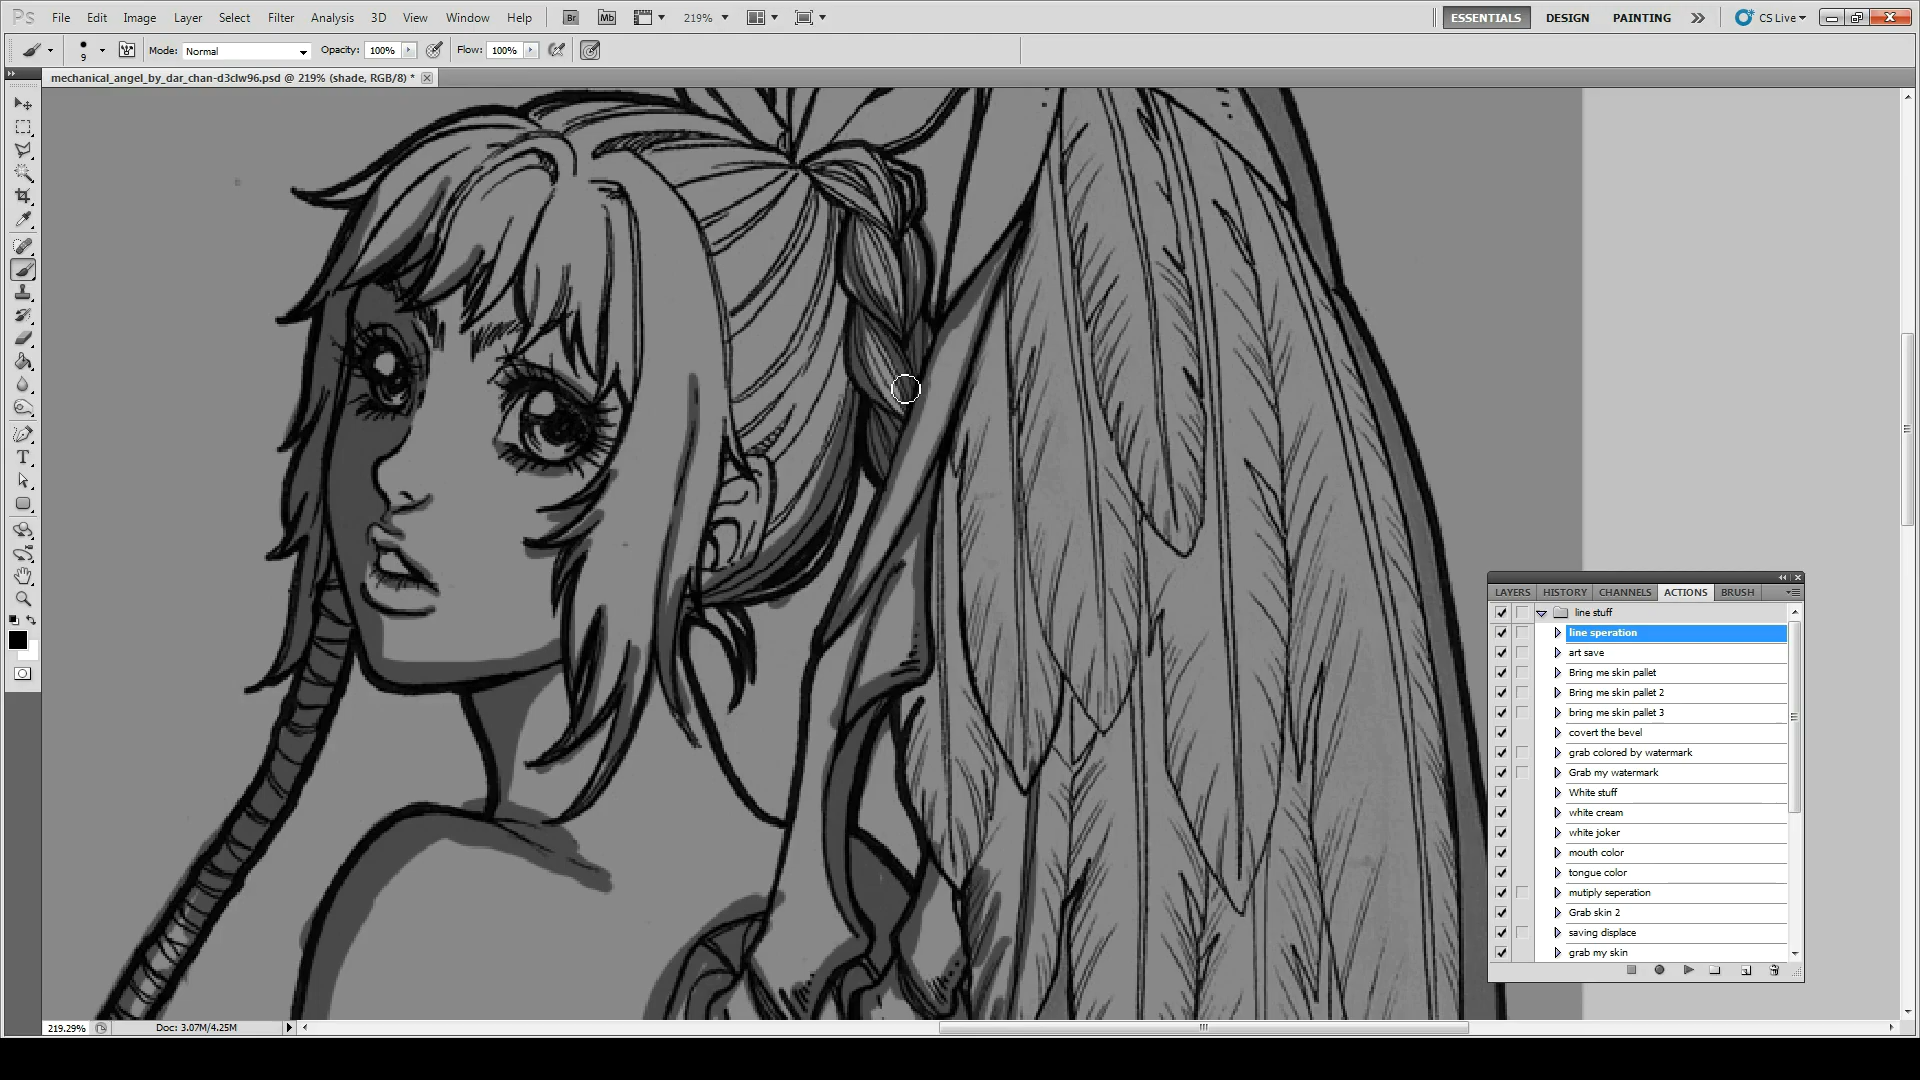 Ps File Edit Image Layer Select Filter Analysis 3D View Window Help Br Mb 219% ESSENTIALS DESIGN PAINTING CS Live
9 Mode: Normal Opacity: 100% Flow: 100%
mechanical_angel_by_dar_chan-d3clw96.psd @ 219% (shade, RGB/8) *
T
LAYERS HISTORY CHANNELS ACTIONS BRUSH
line stuff
line speration
art save
Bring me skin pallet
Bring me skin pallet 2
bring me skin pallet 3
covert the bevel
grab colored by watermark
Grab my watermark
White stuff
white cream
white joker
mouth color
tongue color
mutiply seperation
Grab skin 2
saving displace
grab my skin
219.29% Doc: 3.07M/4.25M